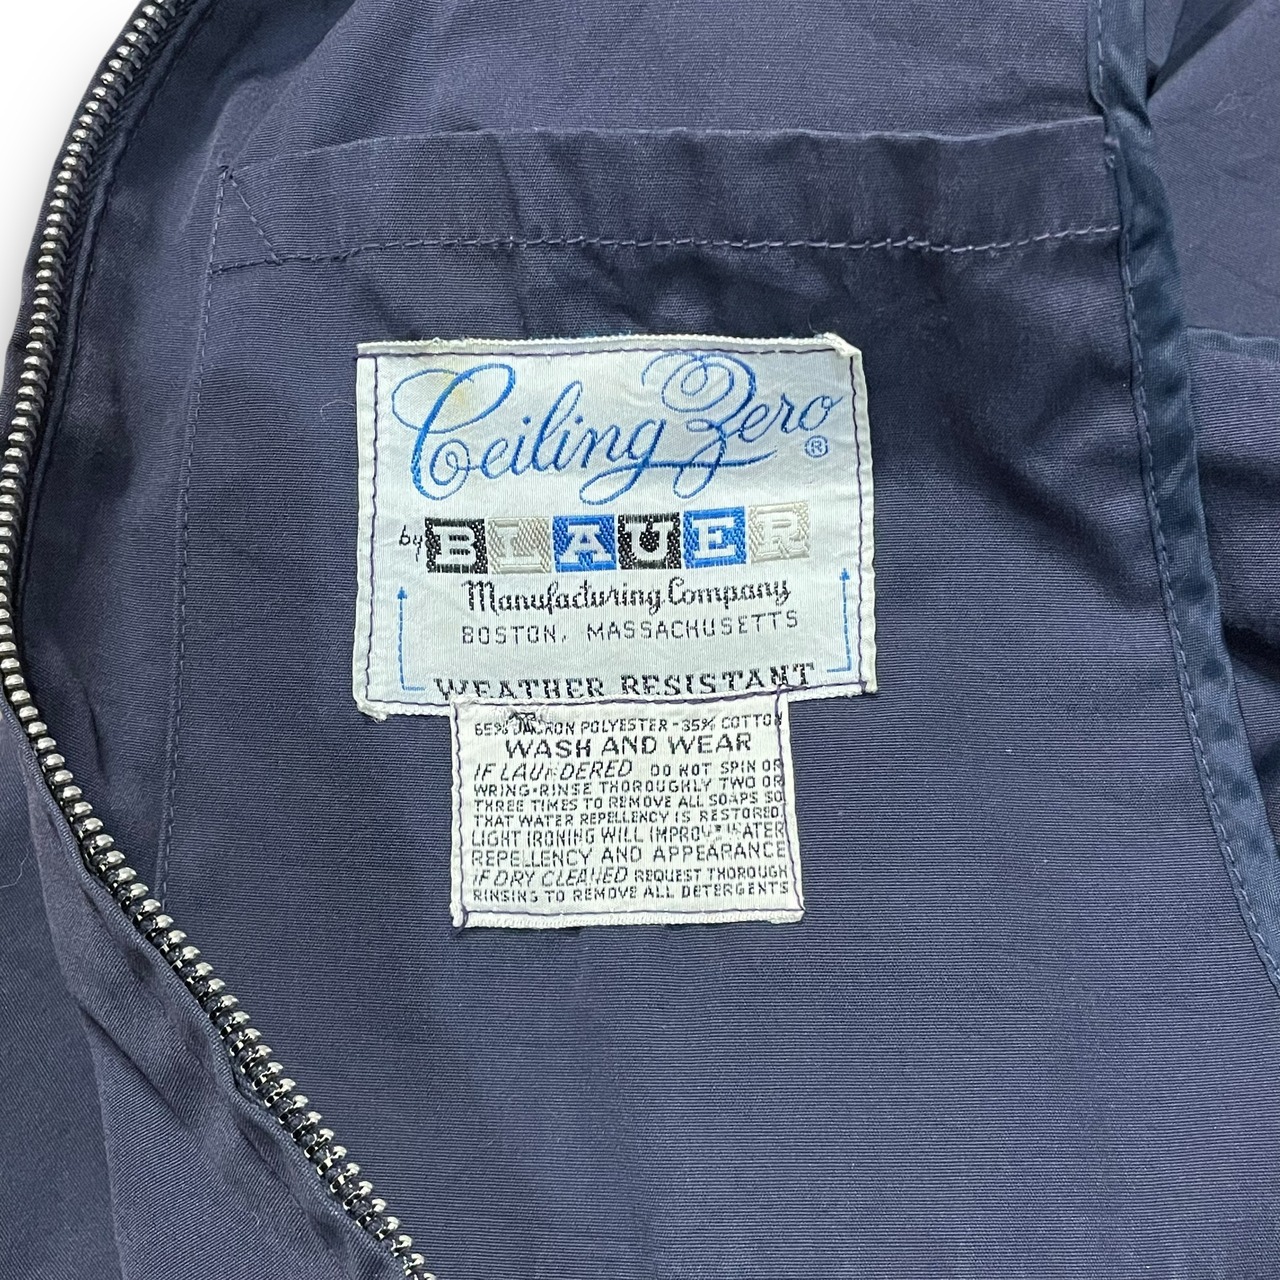 Ceiling Zero ®
by BLAUER
Manufacturing Company
BOSTON, MASSACHUSETTS
WEATHER RESISTANT
65% DACRON POLYESTER - 35% COTTON
WASH AND WEAR
IF LAUNDERED DO NOT SPIN OR
WRING-RINSE THOROUGHLY TWO OR
THREE TIMES TO REMOVE ALL SOAPS SO
THAT WATER REPELLENCY IS RESTORED.
LIGHT IRONING WILL IMPROVE WATER
REPELLENCY AND APPEARANCE
IF DRY CLEANED REQUEST THOROUGH
RINSING TO REMOVE ALL DETERGENTS